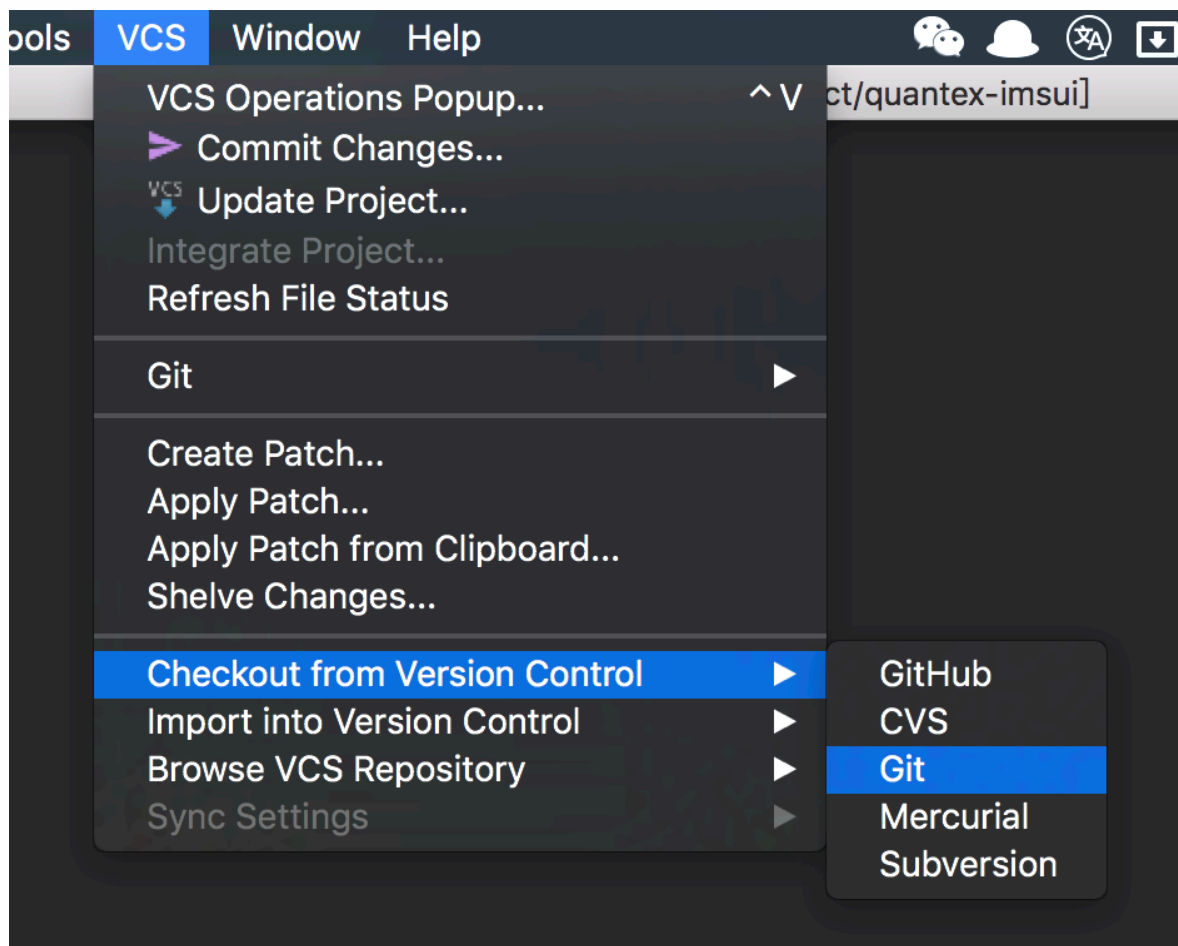 VCS Window Help
ct/quantex-imsui]
VCS Operations Popup... ^V
Commit Changes...
VCS Update Project...
Integrate Project...
Refresh File Status
Git
Create Patch...
Apply Patch...
Apply Patch from Clipboard...
Shelve Changes...
Checkout from Version Control
Import into Version Control
Browse VCS Repository
Sync Settings
GitHub
CVS
Git
Mercurial
Subversion